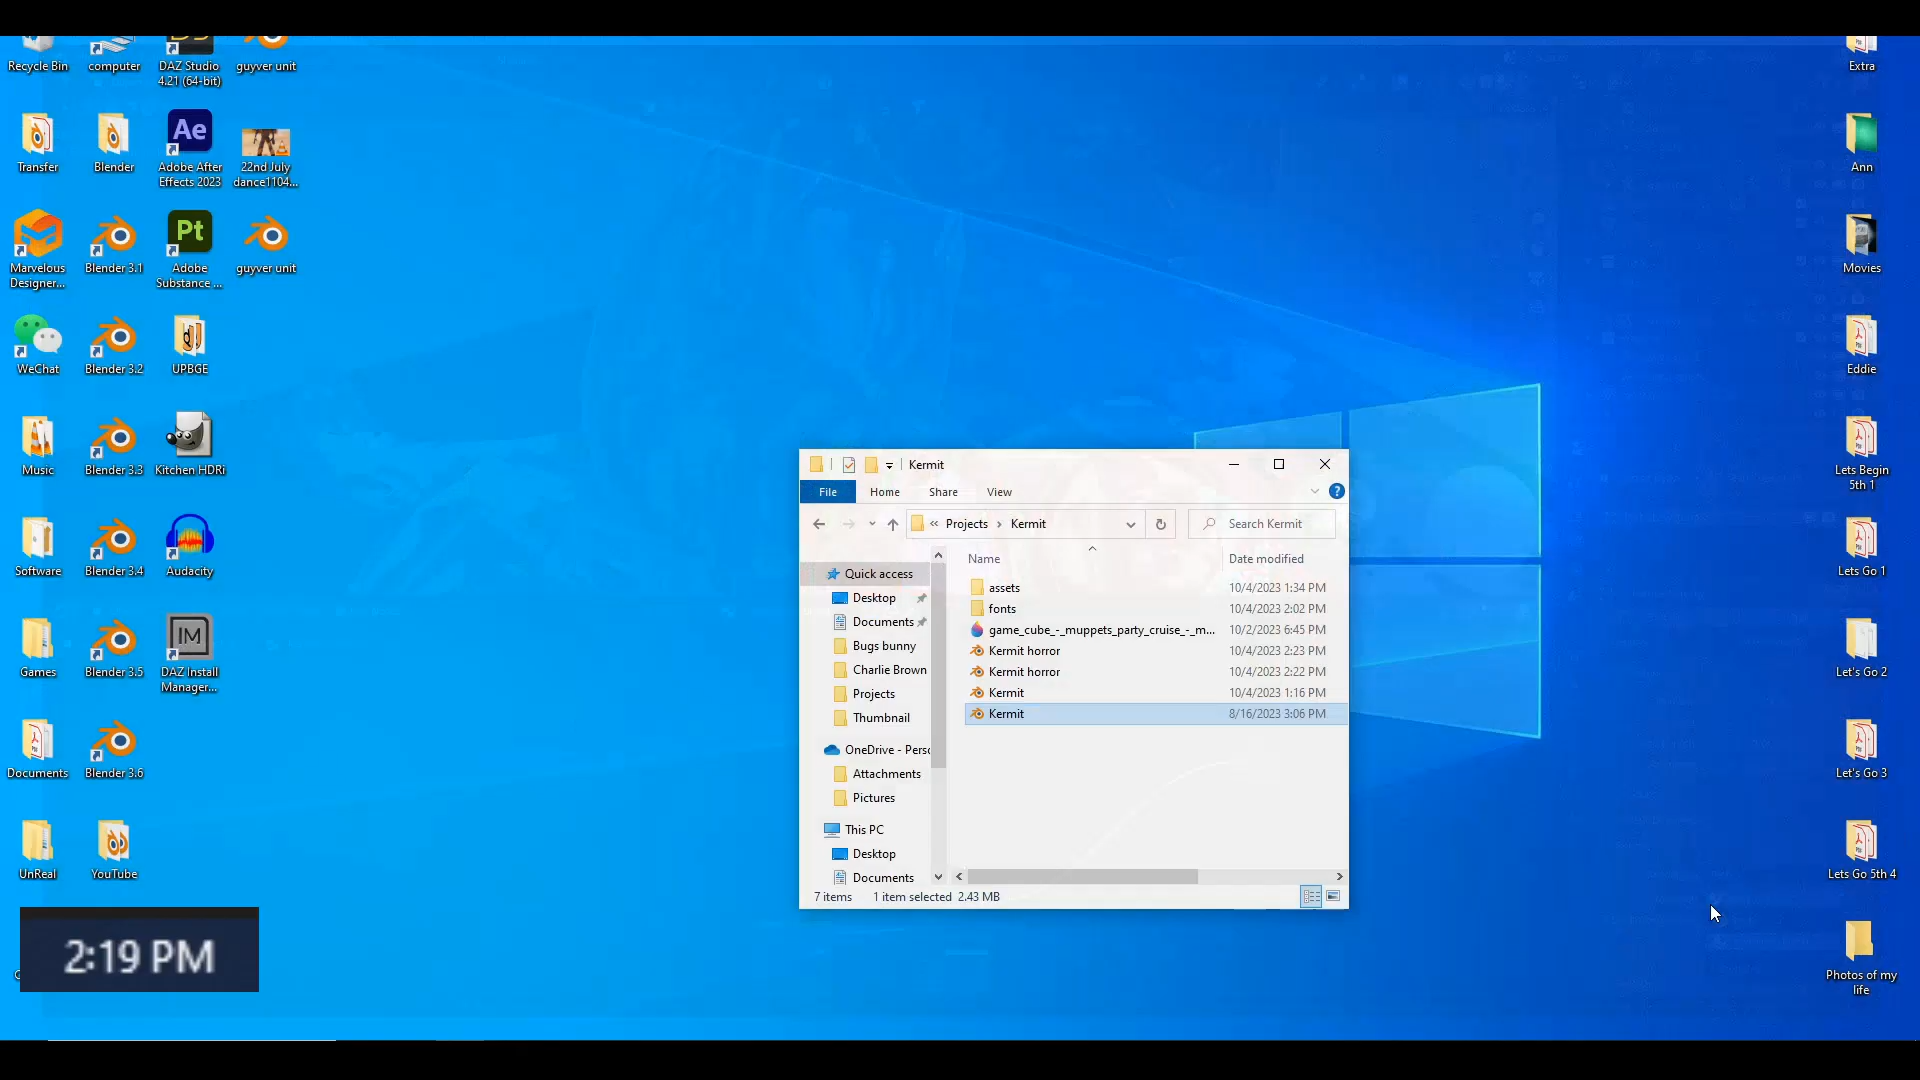 Recycle Bin
computer
DAZ Studio
4.21 (64-bit)
guyver unit
Transfer
Blender
Adobe After
Effects 2023
22nd July
dance1104...
Marvelous
Designer...
Blender 3.1
Adobe
Substance ...
guyver unit
WeChat
Blender 3.2
UPBGE
Music
Blender 3.3
Kitchen HDRi
Software
Blender 3.4
Audacity
Games
Blender 3.5
DAZ Install
Manager...
Documents
Blender 3.6
UnReal
YouTube
2:19 PM
Ae
Pt
IM
Kermit
File Home Share View
« Projects › Kermit
Search Kermit
Quick access
Desktop
Documents
Bugs bunny
Charlie Brown
Projects
Thumbnail
OneDrive - Perso
Attachments
Pictures
This PC
Desktop
Documents
Name Date modified
assets 10/4/2023 1:34 PM
fonts 10/4/2023 2:02 PM
game_cube_-_muppets_party_cruise_-_m... 10/2/2023 6:45 PM
Kermit horror 10/4/2023 2:23 PM
Kermit horror 10/4/2023 2:22 PM
Kermit 10/4/2023 1:16 PM
Kermit 8/16/2023 3:06 PM
7 items 1 item selected 2.43 MB
Extra
Ann
Movies
Eddie
Lets Begin
5th 1
Lets Go 1
Let's Go 2
Let's Go 3
Lets Go 5th 4
Photos of my
life